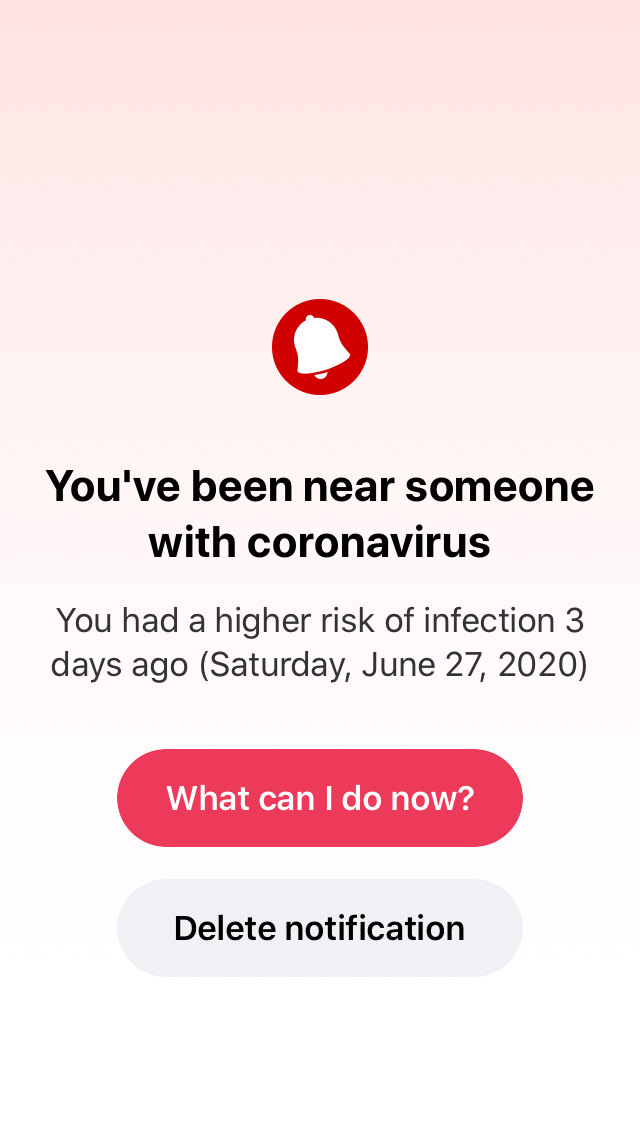 You've been near someone
with coronavirus
You had a higher risk of infection 3
days ago (Saturday, June 27, 2020)
What can I do now?
Delete notification